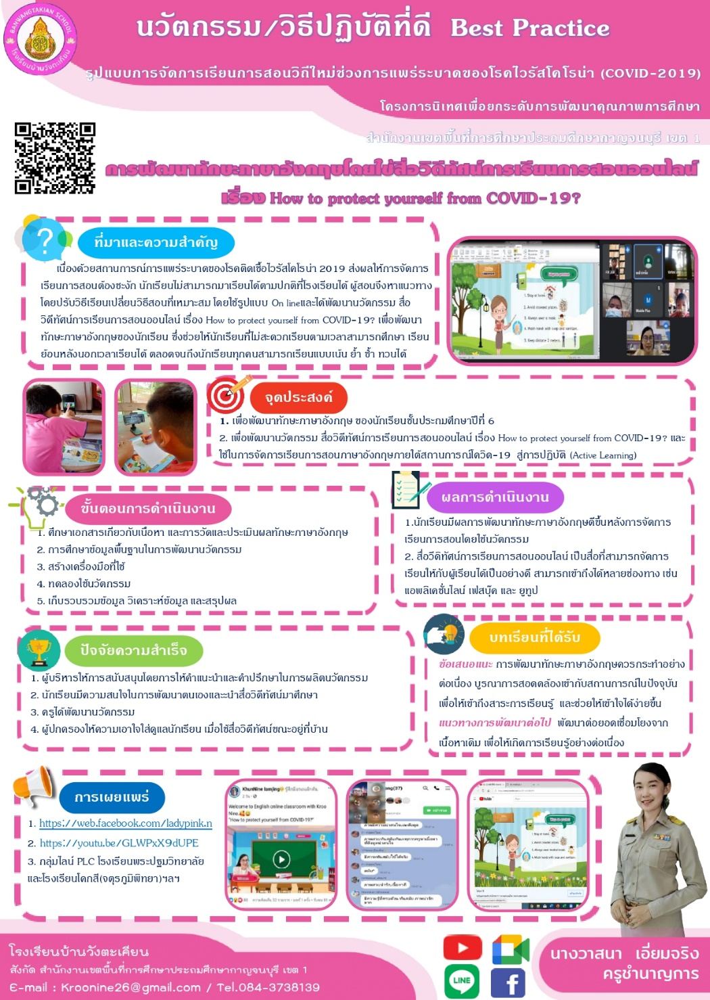 BANWANGTAKIAN SCHOOL
โรงเรียนบ้านวังตะเคียน
นวัตกรรม/วิธีปฏิบัติที่ดี Best Practice
รูปแบบการจัดการเรียนการสอนวิถีใหม่ช่วงการแพร่ระบาดของโรคไวรัสโคโรน่า (COVID-2019)
โครงการนิเทศเพื่อยกระดับการพัฒนาคุณภาพการศึกษา
สำนักงานเขตพื้นที่การศึกษาประถมศึกษากาญจนบุรี เขต 1
การพัฒนาทักษะภาษาอังกฤษโดยใช้สื่อวิดีทัศน์การเรียนการสอนออนไลน์
เรื่อง How to protect yourself from COVID-19?
ที่มาและความสำคัญ
เนื่องด้วยสถานการณ์การแพร่ระบาดของโรคติดเชื้อไวรัสโคโรน่า 2019 ส่งผลให้การจัดการ
เรียนการสอนต้องชะงัก นักเรียนไม่สามารถมาเรียนได้ตามปกติที่โรงเรียนได้ ผู้สอนจึงหาแนวทาง
โดยปรับวิธีเรียนเปลี่ยนวิธีสอนที่เหมาะสม โดยใช้รูปแบบ On lineและได้พัฒนานวัตกรรม สื่อ
วิดีทัศน์การเรียนการสอนออนไลน์ เรื่อง How to protect yourself from COVID-19? เพื่อพัฒนา
ทักษะภาษาอังกฤษของนักเรียน ซึ่งช่วยให้นักเรียนที่ไม่สะดวกเรียนตามเวลาสามารถศึกษา เรียน
ย้อนหลังนอกเวลาเรียนได้ ตลอดจนถึงนักเรียนทุกคนสามารถเรียนแบบเน้น ย้ำ ซ้ำ ทวนได้
1. Stay at home.
2. Avoid crowded places.
3. Always wear a mask.
4. Wash hands with soap and sanitizer.
5. Keep distance 2 meters.
จุดประสงค์
1. เพื่อพัฒนาทักษะภาษาอังกฤษ ของนักเรียนชั้นประถมศึกษาปีที่ 6
2. เพื่อพัฒนานวัตกรรม สื่อวิดีทัศน์การเรียนการสอนออนไลน์ เรื่อง How to protect yourself from COVID-19? และ
ใช้ในการจัดการเรียนการสอนภาษาอังกฤษภายใต้สถานการณ์โควิด-19 สู่การปฏิบัติ (Active Learning)
ขั้นตอนการดำเนินงาน
1. ศึกษาเอกสารเกี่ยวกับเนื้อหา และการวัดและประเมินผลทักษะภาษาอังกฤษ
2. การศึกษาข้อมูลพื้นฐานในการพัฒนานวัตกรรม
3. สร้างเครื่องมือที่ใช้
4. ทดลองใช้นวัตกรรม
5. เก็บรวบรวมข้อมูล วิเคราะห์ข้อมูล และสรุปผล
ผลการดำเนินงาน
1.นักเรียนมีผลการพัฒนาทักษะภาษาอังกฤษดีขึ้นหลังการจัดการ
เรียนการสอนโดยใช้นวัตกรรม
2. สื่อวีดิทัศน์การเรียนการสอนออนไลน์ เป็นสื่อที่สามารถจัดการ
เรียนให้กับผู้เรียนได้เป็นอย่างดี สามารถเข้าถึงได้หลายช่องทาง เช่น
แอพลิเคชั่นไลน์ เฟสบุ๊ค และ ยูทูป
ปัจจัยความสำเร็จ
1. ผู้บริหารให้การสนับสนุนโดยการให้คำแนะนำและคำปรึกษาในการผลิตนวัตกรรม
2. นักเรียนมีความสนใจในการพัฒนาตนเองและะนำสื่อวิดีทัศน์มาศึกษา
3. ครูได้พัฒนานวัตกรรม
4. ผู้ปกครองให้ความเอาใจใส่ดูแลนักเรียน เมื่อใช้สื่อวิดีทัศน์ขณะอยู่ที่บ้าน
บทเรียนที่ได้รับ
ข้อเสนอแนะ การพัฒนาทักษะภาษาอังกฤษควรกระทำอย่าง
ต่อเนื่อง บูรณาการสอดคล้องเข้ากับสถานการณ์ในปัจจุบัน
เพื่อให้เข้าถึงสาระการเรียนรู้ และช่วยให้เข้าใจได้ง่ายขึ้น
แนวทางการพัฒนาต่อไป พัฒนาต่อยอดเชื่อมโยงจาก
เนื้อหาเดิม เพื่อให้เกิดการเรียนรู้อย่างต่อเนื่อง
การเผยแพร่
1. https://web.facebook.com/ladypink.n
2. https://youtu.be/GLWPxX9dUPE
3. กลุ่มไลน์ PLC โรงเรียนพระปฐมวิทยาลัย
และโรงเรียนโคกสี(จตุรภูมิพิทยา)ฯลฯ
KhunNine Iamjing
Welcome to English online classroom with Kroo
Nine.
"How to protect yourself from COVID-19?"
ong(37)
YouTube
โรงเรียนบ้านวังตะเคียน
สังกัด สำนักงานเขตพื้นที่การศึกษาประถมศึกษากาญจนบุรี เขต 1
E-mail : Kroonine26@gmail.com / Tel.084-3738139
LINE
นางวาสนา เอี่ยมจริง
ครูชำนาญการ